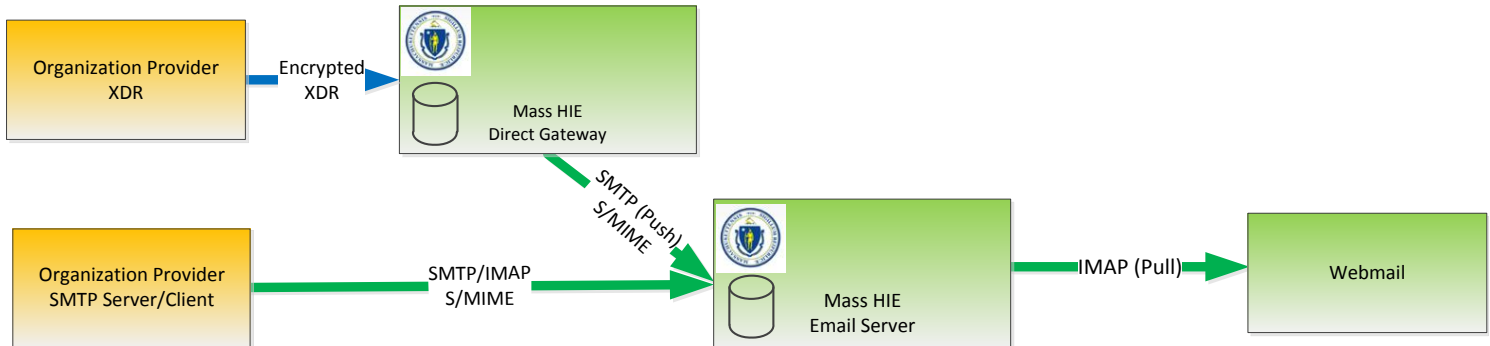 Organization Provider
XDR
Encrypted
XDR
Mass HIE
Direct Gateway
SMTP (Push)
S/MIME
Organization Provider
SMTP Server/Client
SMTP/IMAP
S/MIME
Mass HIE
Email Server
IMAP (Pull)
Webmail